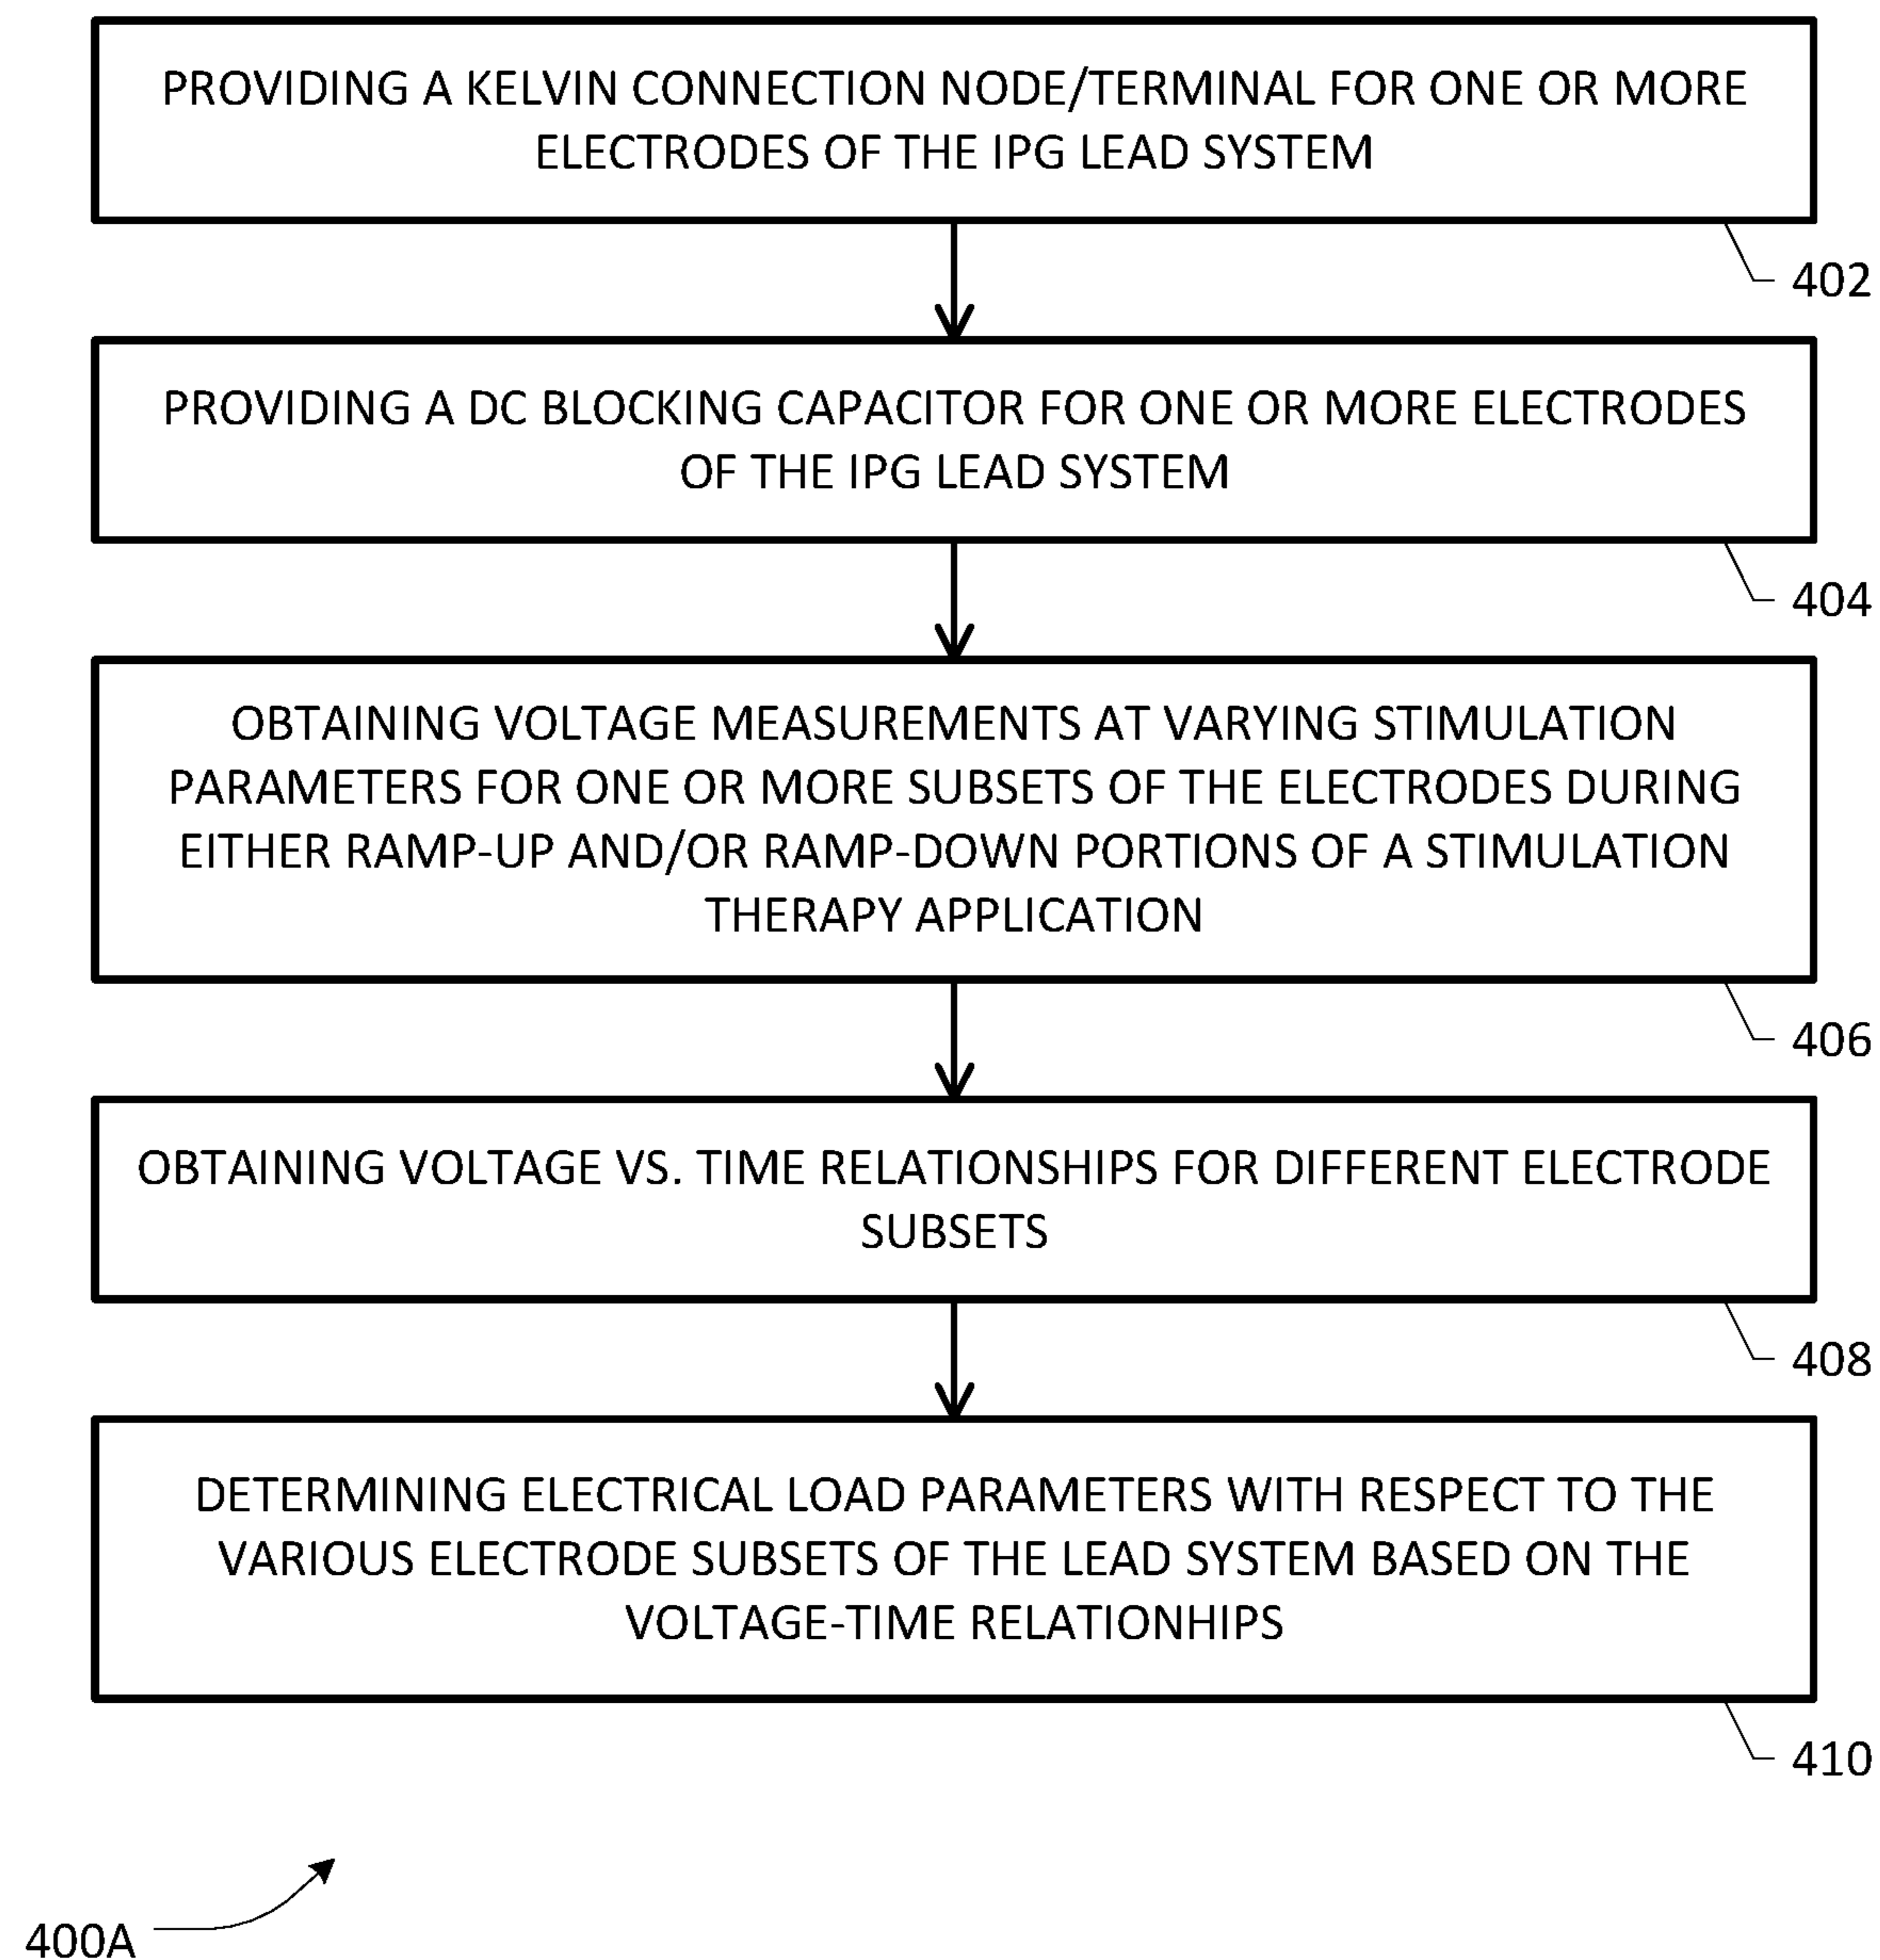 PROVIDING A KELVIN CONNECTION NODE/TERMINAL FOR ONE OR MORE
ELECTRODES OF THE IPG LEAD SYSTEM
402
PROVIDING A DC BLOCKING CAPACITOR FOR ONE OR MORE ELECTRODES
OF THE IPG LEAD SYSTEM
404
OBTAINING VOLTAGE MEASUREMENTS AT VARYING STIMULATION
PARAMETERS FOR ONE OR MORE SUBSETS OF THE ELECTRODES DURING
EITHER RAMP-UP AND/OR RAMP-DOWN PORTIONS OF A STIMULATION
THERAPY APPLICATION
406
OBTAINING VOLTAGE VS. TIME RELATIONSHIPS FOR DIFFERENT ELECTRODE
SUBSETS
408
DETERMINING ELECTRICAL LOAD PARAMETERS WITH RESPECT TO THE
VARIOUS ELECTRODE SUBSETS OF THE LEAD SYSTEM BASED ON THE
VOLTAGE-TIME RELATIONHIPS
410
400A